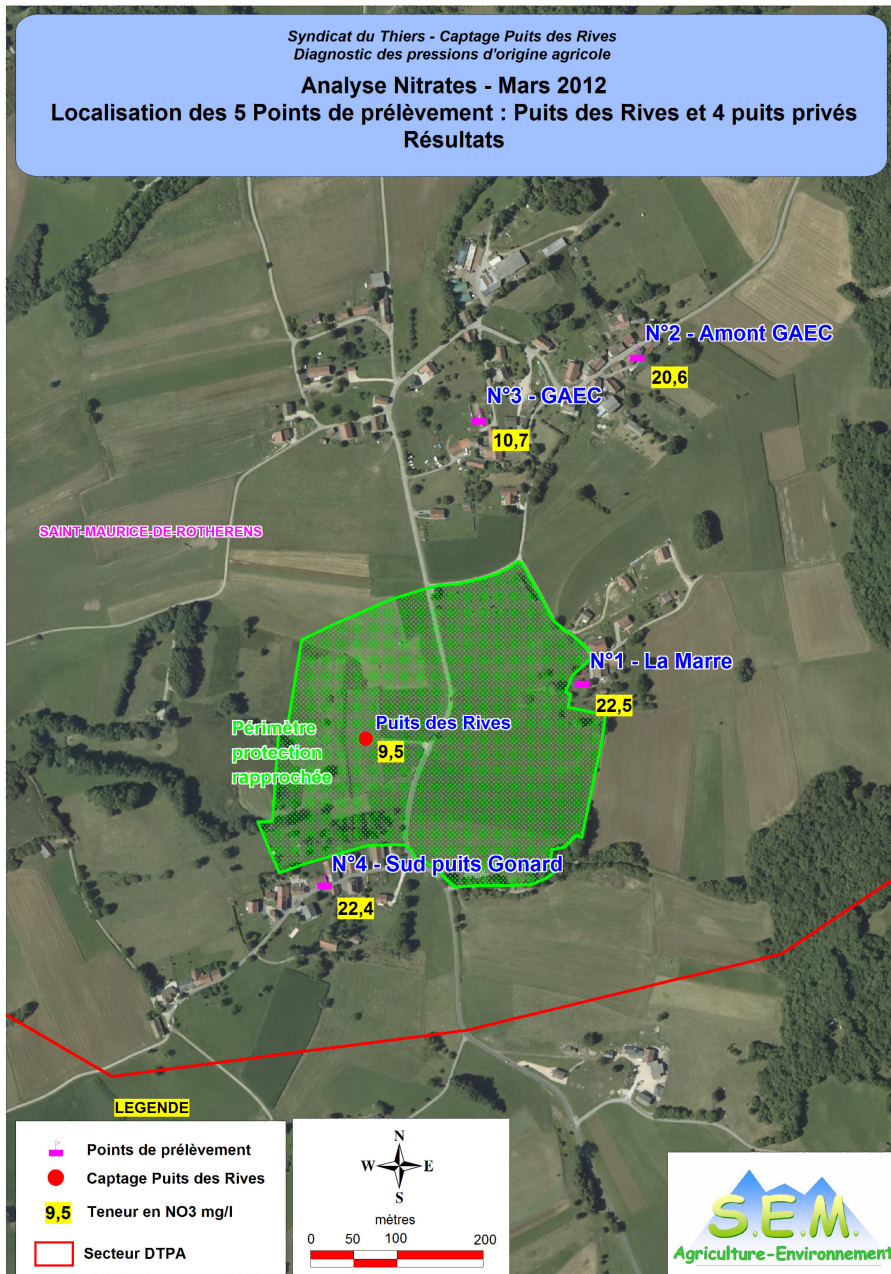 Syndicat du Thiers - Captage Puits des Rives
Diagnostic des pressions d'origine agricole
Analyse Nitrates - Mars 2012
Localisation des 5 Points de prélèvement : Puits des Rives et 4 puits privés
Résultats
N°2 - Amont GAEC
20,6
N°3 - GAEC
10,7
SAINT-MAURICE-DE-ROTHERENS
N°1 - La Marre
22,5
Puits des Rives
9,5
Périmètre
protection
rapprochée
N°4 - Sud puits Gonard
22,4
LEGENDE
Points de prélèvement
Captage Puits des Rives
9,5 Teneur en NO3 mg/l
Secteur DTPA
N
W E
S
mètres
0 50 100 200
S.E.M.
Agriculture-Environnement